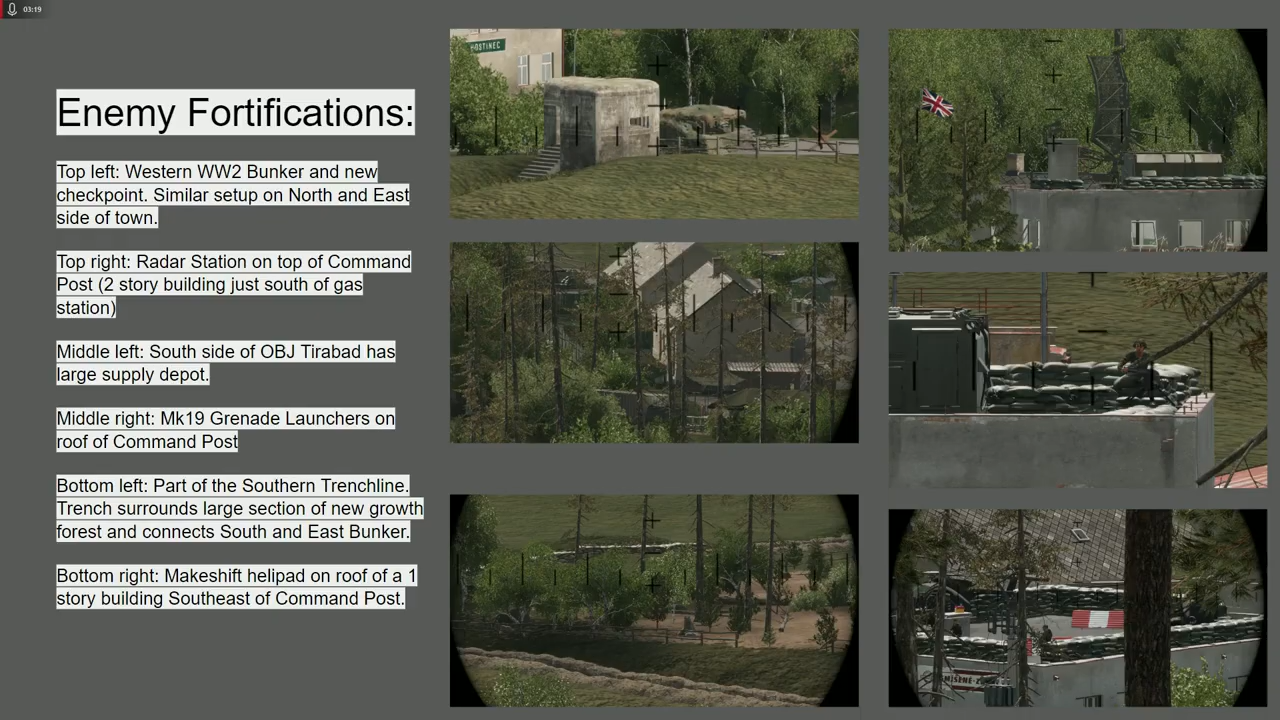 03:19
Enemy Fortifications:
Top left: Western WW2 Bunker and new
checkpoint. Similar setup on North and East
side of town.
Top right: Radar Station on top of Command
Post (2 story building just south of gas
station)
Middle left: South side of OBJ Tirabad has
large supply depot.
Middle right: Mk19 Grenade Launchers on
roof of Command Post
Bottom left: Part of the Southern Trenchline.
Trench surrounds large section of new growth
forest and connects South and East Bunker.
Bottom right: Makeshift helipad on roof of a 1
story building Southeast of Command Post.
HOSTINEC